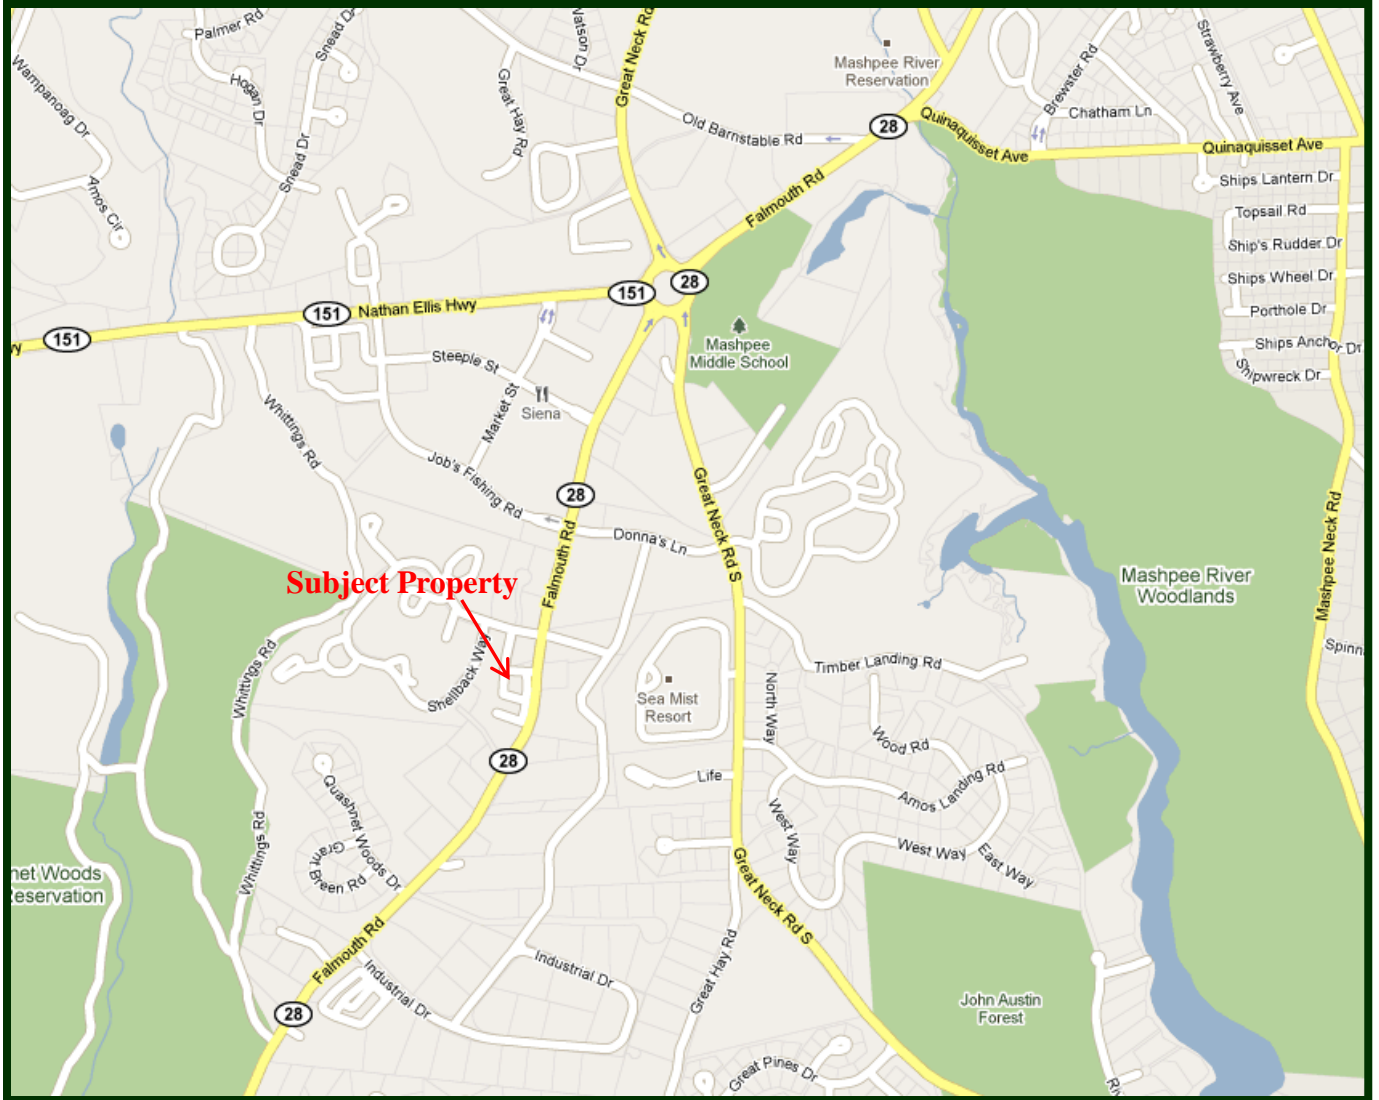 Palmer Rd
Snead Dr
Watson Dr
Great Neck Rd
Mashpee River
Reservation
Strawberry Ave
Brewster Rd
Wampanoag Dr
Hogan Dr
Great Hay Rd
Old Barnstable Rd
28
Quinaquisset Ave
Chatham Ln
Quinaquisset Ave
Snead Dr
Amos Cir
Falmouth Rd
Ships Lantern Dr
Topsail Rd
Ship's Rudder Dr
Ships Wheel Dr
Porthole Dr
Ships Anchor Dr
Shipwreck Dr
151
28
151
Nathan Ellis Hwy
151
vy
Mashpee
Middle School
Steeple St
Siena
Market St
Whittings Rd
Job's Fishing Rd
28
Great Neck Rd S
Donna's Ln
Falmouth Rd
Mashpee Neck Rd
Subject Property
Mashpee River
Woodlands
Whittings Rd
Shellback Way
Sea Mist
Resort
North Way
Timber Landing Rd
Spinn
Wood Rd
28
Life
Amos Landing Rd
Quashnet Woods Dr
Grant Breen Rd
Whittings Rd
West Way
West Way
East Way
net Woods
Reservation
Great Neck Rd S
Falmouth Rd
Industrial Dr
Industrial Dr
Great Hay Rd
28
John Austin
Forest
Great Pines Dr
Riv